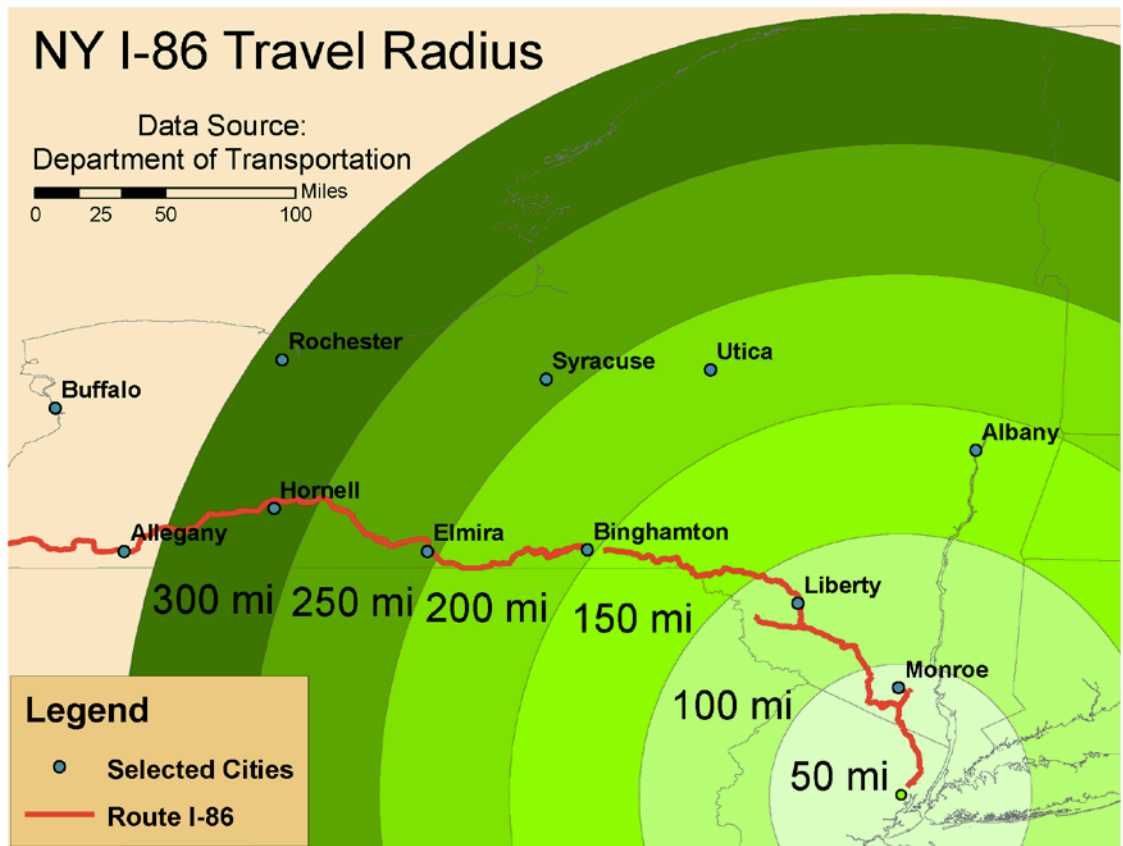 NY I-86 Travel Radius
Data Source:
Department of Transportation
Miles
0 25 50 100
Rochester
Syracuse
Utica
Buffalo
Albany
Hornell
Allegany
Elmira
Binghamton
Liberty
300 mi 250 mi 200 mi 150 mi
Monroe
100 mi
50 mi
Legend
Selected Cities
Route I-86